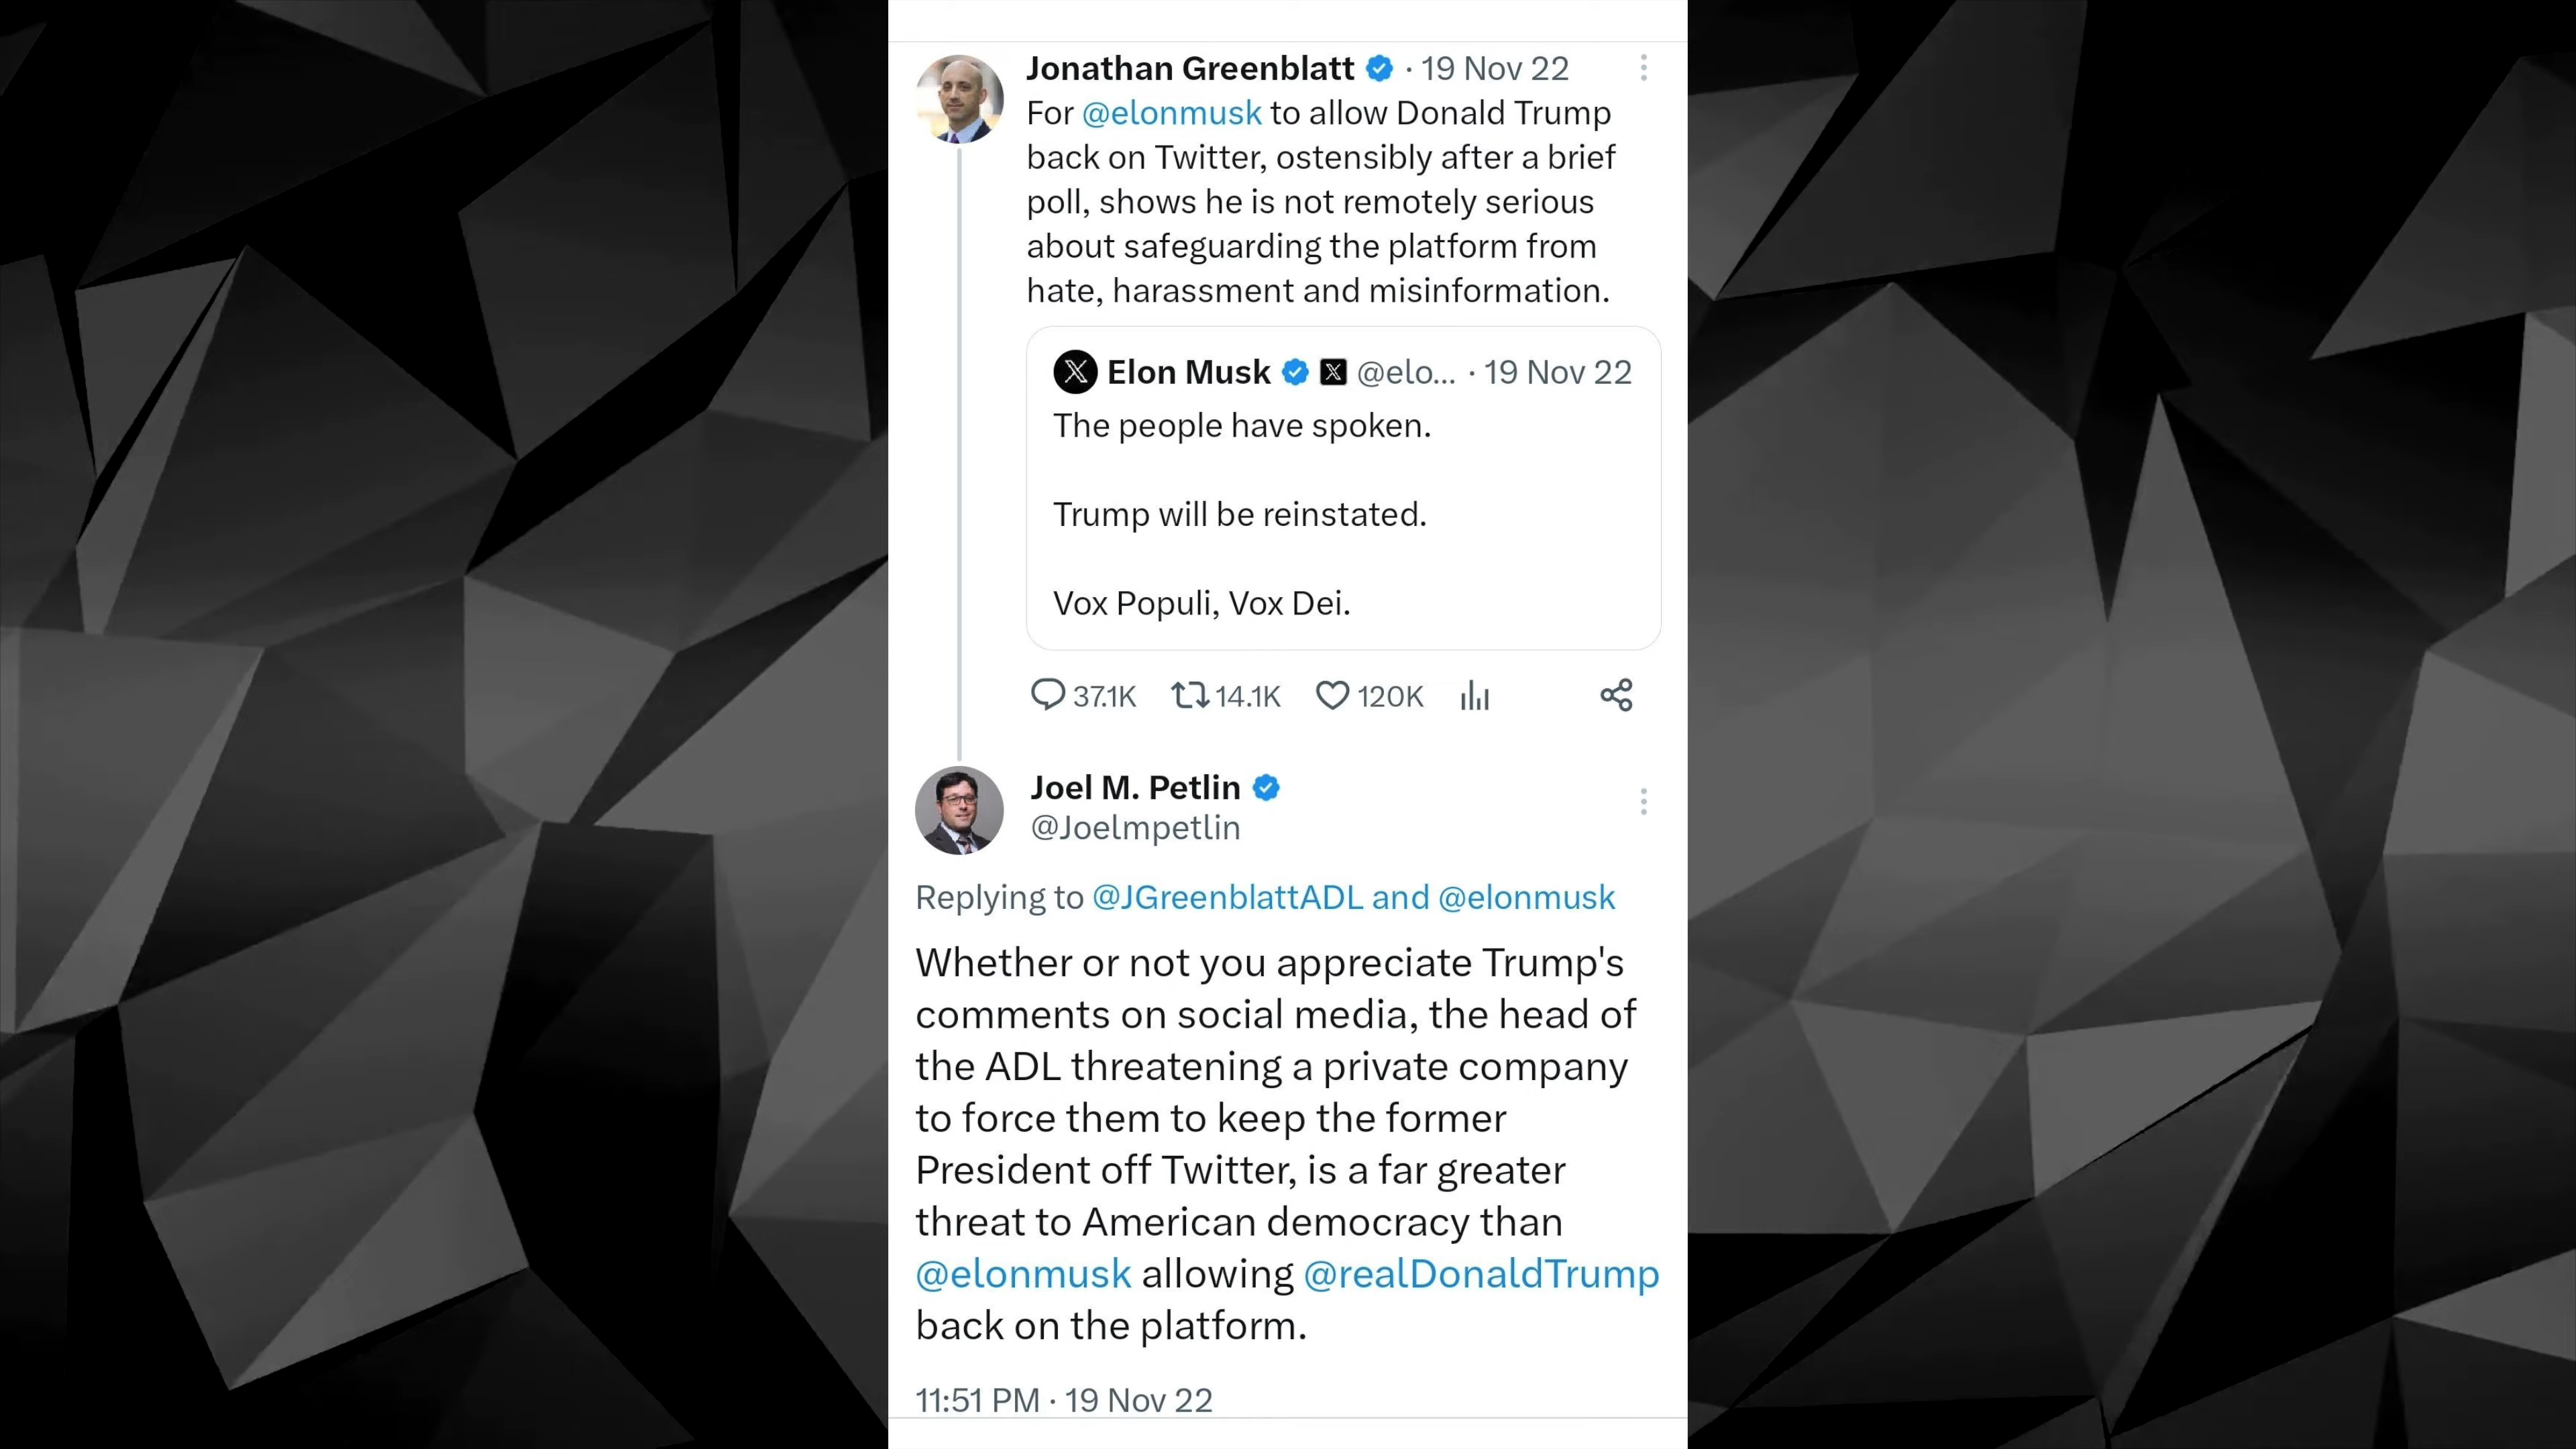 Jonathan Greenblatt · 19 Nov 22
For @elonmusk to allow Donald Trump
back on Twitter, ostensibly after a brief
poll, shows he is not remotely serious
about safeguarding the platform from
hate, harassment and misinformation.
Elon Musk @elo... · 19 Nov 22
The people have spoken.
Trump will be reinstated.
Vox Populi, Vox Dei.
37.1K 14.1K 120K
Joel M. Petlin
@Joelmpetlin
Replying to @JGreenblattADL and @elonmusk
Whether or not you appreciate Trump's
comments on social media, the head of
the ADL threatening a private company
to force them to keep the former
President off Twitter, is a far greater
threat to American democracy than
@elonmusk allowing @realDonaldTrump
back on the platform.
11:51 PM · 19 Nov 22